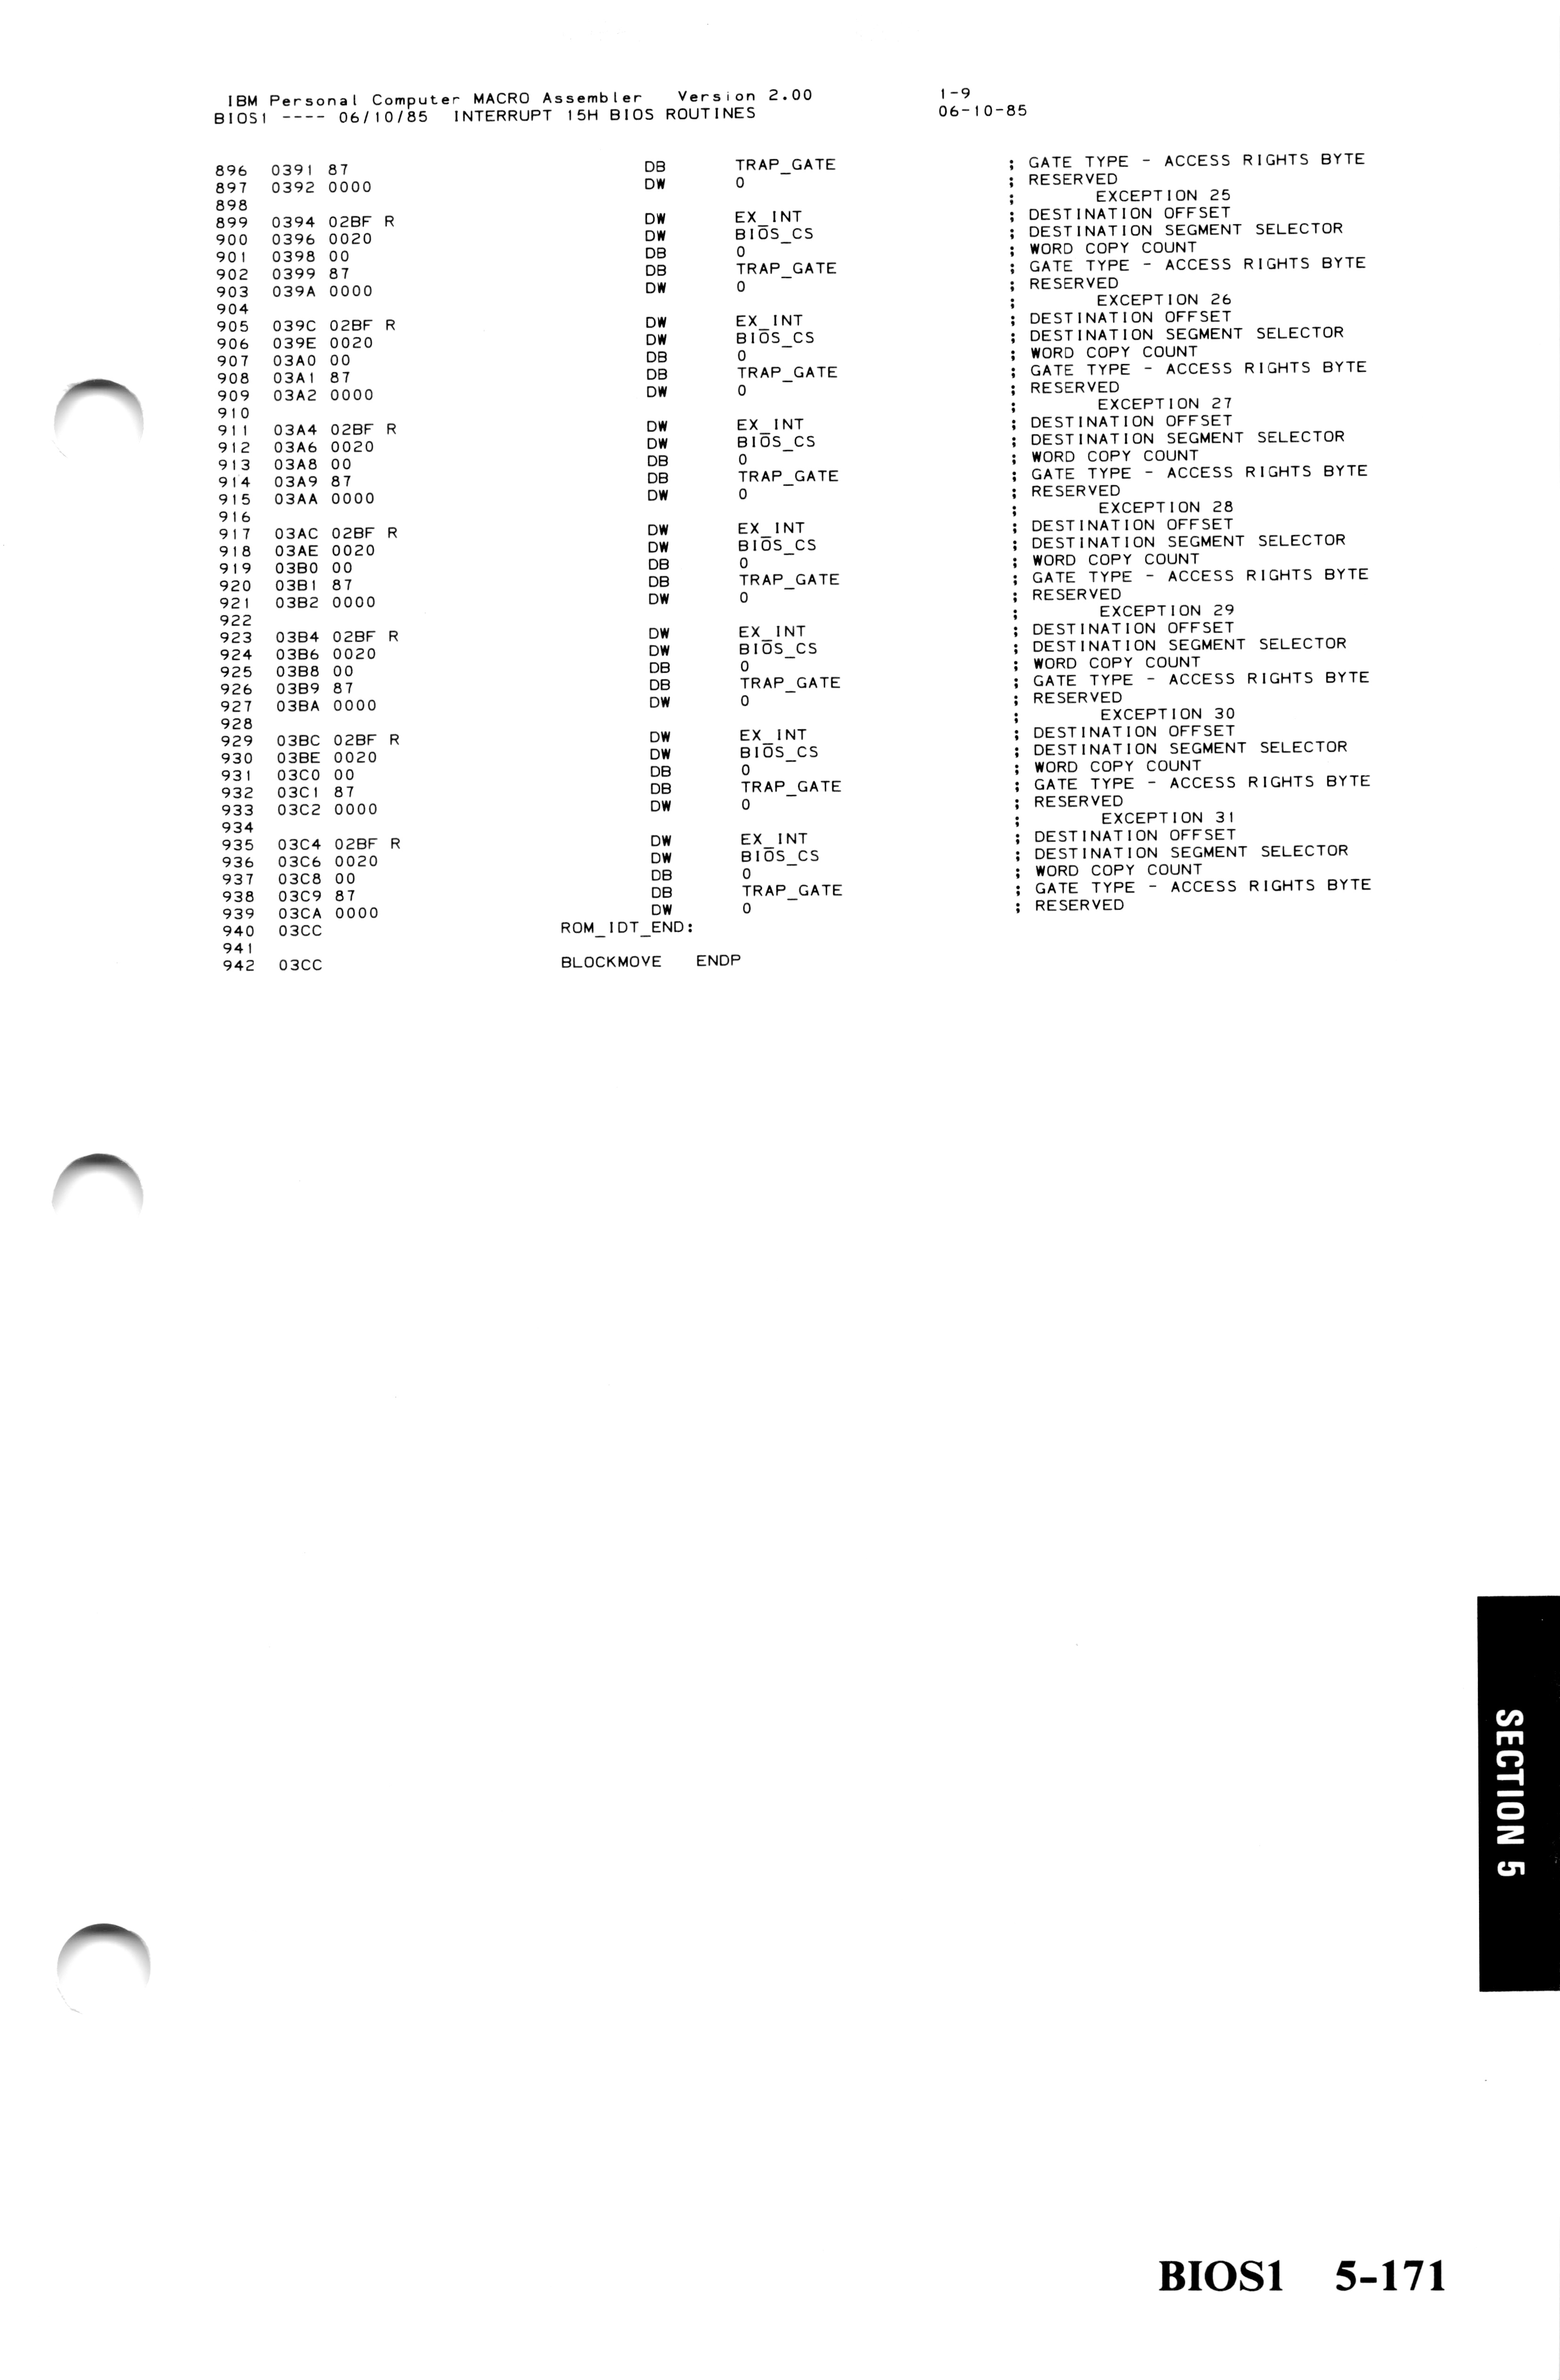 IBM Personal Computer MACRO Assembler   Version 2.00          1-9
BIOS1 ---- 06/10/85  INTERRUPT 15H BIOS ROUTINES              06-10-85
896  0391 87  DB  TRAP_GATE  ; GATE TYPE - ACCESS RIGHTS BYTE
897  0392 0000  DW  0  ; RESERVED
898  ; EXCEPTION 25
899  0394 02BF R  DW  EX_INT  ; DESTINATION OFFSET
900  0396 0020  DW  BIOS_CS  ; DESTINATION SEGMENT SELECTOR
901  0398 00  DB  0  ; WORD COPY COUNT
902  0399 87  DB  TRAP_GATE  ; GATE TYPE - ACCESS RIGHTS BYTE
903  039A 0000  DW  0  ; RESERVED
904  ; EXCEPTION 26
905  039C 02BF R  DW  EX_INT  ; DESTINATION OFFSET
906  039E 0020  DW  BIOS_CS  ; DESTINATION SEGMENT SELECTOR
907  03A0 00  DB  0  ; WORD COPY COUNT
908  03A1 87  DB  TRAP_GATE  ; GATE TYPE - ACCESS RIGHTS BYTE
909  03A2 0000  DW  0  ; RESERVED
910  ; EXCEPTION 27
911  03A4 02BF R  DW  EX_INT  ; DESTINATION OFFSET
912  03A6 0020  DW  BIOS_CS  ; DESTINATION SEGMENT SELECTOR
913  03A8 00  DB  0  ; WORD COPY COUNT
914  03A9 87  DB  TRAP_GATE  ; GATE TYPE - ACCESS RIGHTS BYTE
915  03AA 0000  DW  0  ; RESERVED
916  ; EXCEPTION 28
917  03AC 02BF R  DW  EX_INT  ; DESTINATION OFFSET
918  03AE 0020  DW  BIOS_CS  ; DESTINATION SEGMENT SELECTOR
919  03B0 00  DB  0  ; WORD COPY COUNT
920  03B1 87  DB  TRAP_GATE  ; GATE TYPE - ACCESS RIGHTS BYTE
921  03B2 0000  DW  0  ; RESERVED
922  ; EXCEPTION 29
923  03B4 02BF R  DW  EX_INT  ; DESTINATION OFFSET
924  03B6 0020  DW  BIOS_CS  ; DESTINATION SEGMENT SELECTOR
925  03B8 00  DB  0  ; WORD COPY COUNT
926  03B9 87  DB  TRAP_GATE  ; GATE TYPE - ACCESS RIGHTS BYTE
927  03BA 0000  DW  0  ; RESERVED
928  ; EXCEPTION 30
929  03BC 02BF R  DW  EX_INT  ; DESTINATION OFFSET
930  03BE 0020  DW  BIOS_CS  ; DESTINATION SEGMENT SELECTOR
931  03C0 00  DB  0  ; WORD COPY COUNT
932  03C1 87  DB  TRAP_GATE  ; GATE TYPE - ACCESS RIGHTS BYTE
933  03C2 0000  DW  0  ; RESERVED
934  ; EXCEPTION 31
935  03C4 02BF R  DW  EX_INT  ; DESTINATION OFFSET
936  03C6 0020  DW  BIOS_CS  ; DESTINATION SEGMENT SELECTOR
937  03C8 00  DB  0  ; WORD COPY COUNT
938  03C9 87  DB  TRAP_GATE  ; GATE TYPE - ACCESS RIGHTS BYTE
939  03CA 0000  DW  0  ; RESERVED
940  03CC  ROM_IDT_END:
941
942  03CC  BLOCKMOVE  ENDP
SECTION 5
BIOS1  5-171